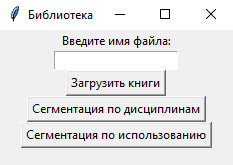 Библиотека
Введите имя файла:
Загрузить книги
Сегментация по дисциплинам
Сегментация по использованию